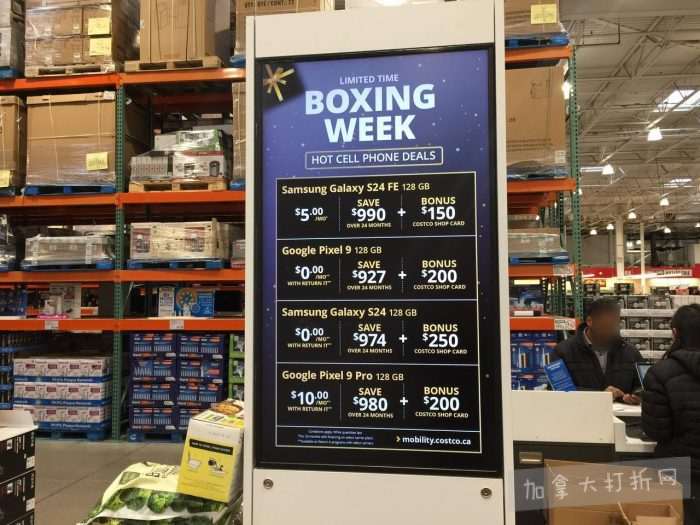 LIMITED TIME
BOXING
WEEK
HOT CELL PHONE DEALS
Samsung Galaxy S24 FE 128 GB
$5.00/MO* SAVE $990 OVER 24 MONTHS + BONUS $150 COSTCO SHOP CARD
Google Pixel 9 128 GB
$0.00/MO** WITH RETURN IT** SAVE $927 OVER 24 MONTHS + BONUS $200 COSTCO SHOP CARD
Samsung Galaxy S24 128 GB
$0.00/MO** WITH RETURN IT** SAVE $974 OVER 24 MONTHS + BONUS $250 COSTCO SHOP CARD
Google Pixel 9 Pro 128 GB
$10.00/MO** WITH RETURN IT** SAVE $980 OVER 24 MONTHS + BONUS $200 COSTCO SHOP CARD
mobility.costco.ca
加拿大打折网